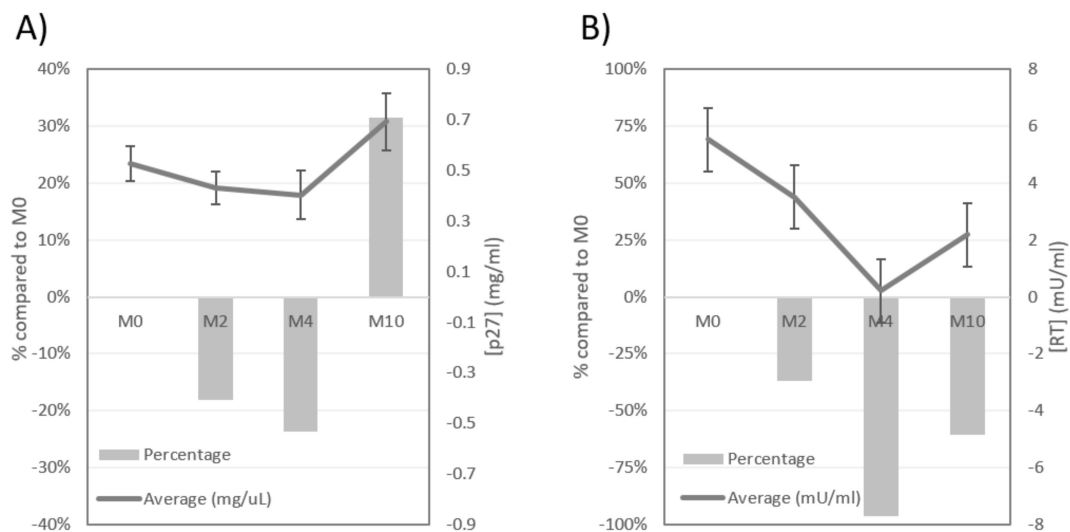 A)
40%
30%
20%
10%
0%
-10%
-20%
-30%
-40%
% compared to M0
M0
M2
M4
M10
0.9
0.7
0.5
0.3
0.1
-0.1
-0.3
-0.5
-0.7
-0.9
[p27] (mg/ml)
Percentage
Average (mg/uL)
B)
100%
75%
50%
25%
0%
-25%
-50%
-75%
-100%
% compared to M0
M0
M2
M4
M10
8
6
4
2
0
-2
-4
-6
-8
[RT] (mU/ml)
Percentage
Average (mU/ml)